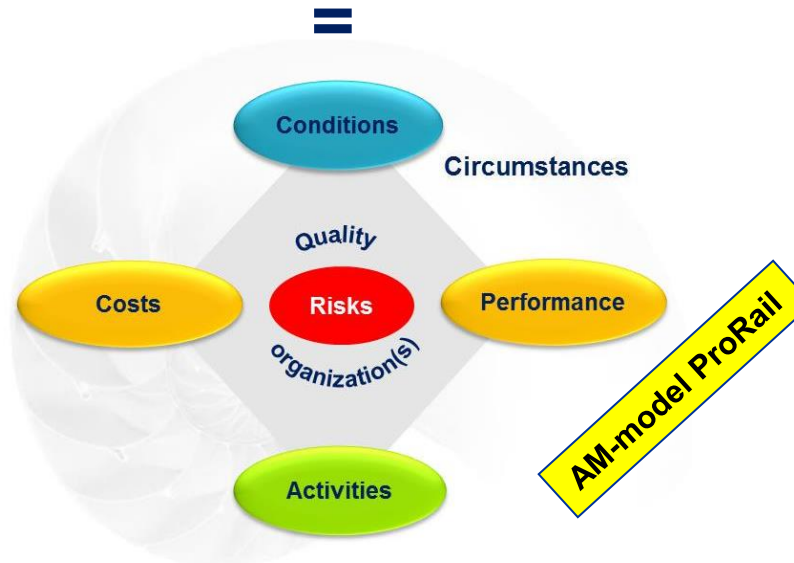 =
Conditions
Circumstances
Quality
Costs
Risks
Performance
organization(s)
AM-model ProRail
Activities